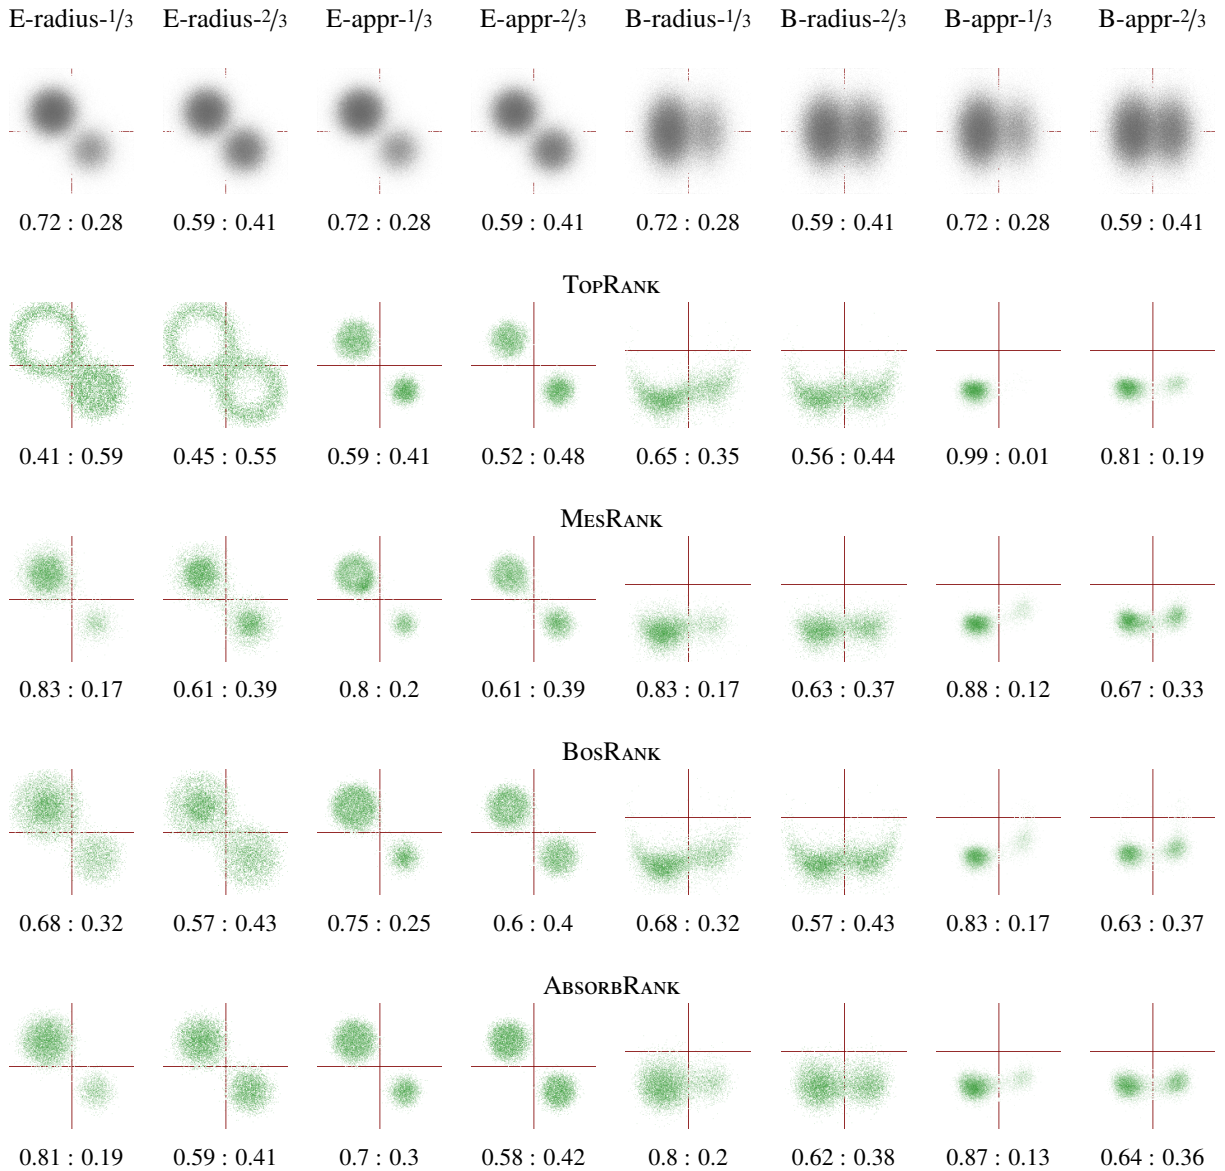 E-radius-1/3 E-radius-2/3 E-appr-1/3 E-appr-2/3 B-radius-1/3 B-radius-2/3 B-appr-1/3 B-appr-2/3
0.72 : 0.28 0.59 : 0.41 0.72 : 0.28 0.59 : 0.41 0.72 : 0.28 0.59 : 0.41 0.72 : 0.28 0.59 : 0.41
TOPRANK
0.41 : 0.59 0.45 : 0.55 0.59 : 0.41 0.52 : 0.48 0.65 : 0.35 0.56 : 0.44 0.99 : 0.01 0.81 : 0.19
MESRANK
0.83 : 0.17 0.61 : 0.39 0.8 : 0.2 0.61 : 0.39 0.83 : 0.17 0.63 : 0.37 0.88 : 0.12 0.67 : 0.33
BOSRANK
0.68 : 0.32 0.57 : 0.43 0.75 : 0.25 0.6 : 0.4 0.68 : 0.32 0.57 : 0.43 0.83 : 0.17 0.63 : 0.37
ABSORBRANK
0.81 : 0.19 0.59 : 0.41 0.7 : 0.3 0.58 : 0.42 0.8 : 0.2 0.62 : 0.38 0.87 : 0.13 0.64 : 0.36